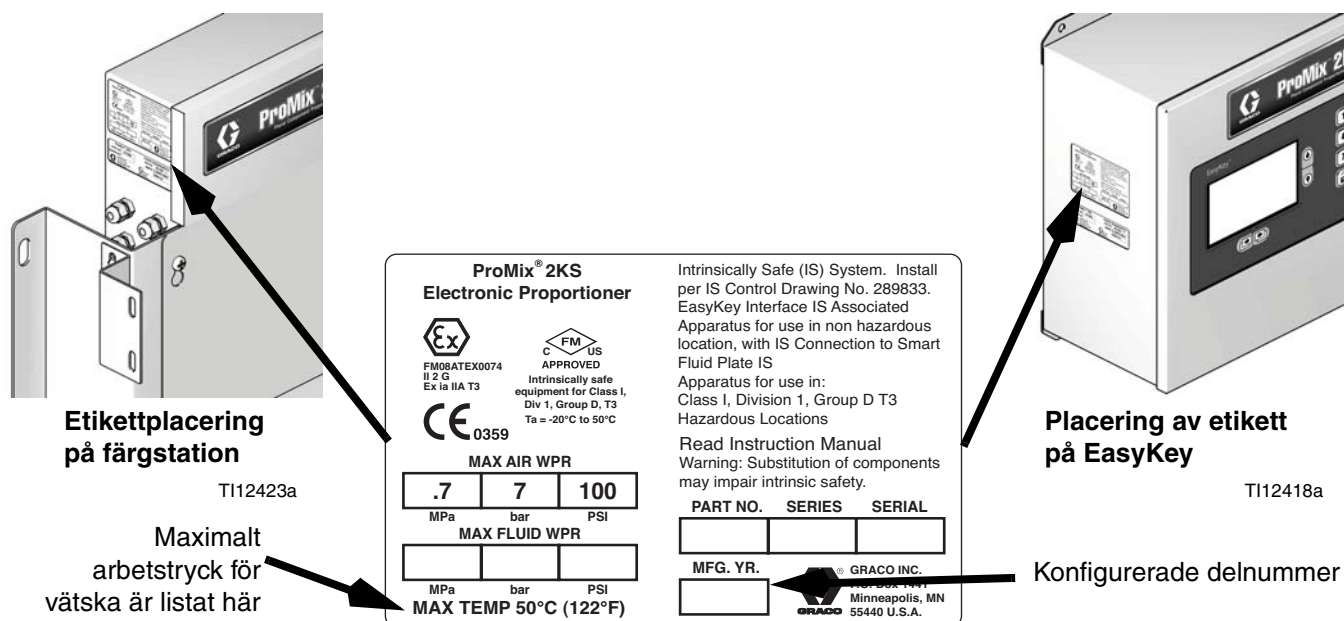 ProMix
GRACO
Etikettplacering
på färgstation
TI12423a
Maximalt
arbetstryck för
vätska är listat här
ProMix® 2KS
Electronic Proportioner
Ex
FM08ATEX0074
II 2 G
Ex ia IIA T3
CE 0359
C FM US
APPROVED
Intrinsically safe
equipment for Class I,
Div 1, Group D, T3
Ta = -20°C to 50°C
MAX AIR WPR
.7 7 100
MPa bar PSI
MAX FLUID WPR
MPa bar PSI
MAX TEMP 50°C (122°F)
Intrinsically Safe (IS) System. Install
per IS Control Drawing No. 289833.
EasyKey Interface IS Associated
Apparatus for use in non hazardous
location, with IS Connection to Smart
Fluid Plate IS
Apparatus for use in:
Class I, Division 1, Group D T3
Hazardous Locations
Read Instruction Manual
Warning: Substitution of components
may impair intrinsic safety.
PART NO. SERIES SERIAL
MFG. YR.
GRACO
® GRACO INC.
P.O. Box 1441
Minneapolis, MN
55440 U.S.A.
ProMix 2
GRACO
EasyKey
Placering av etikett
på EasyKey
TI12418a
Konfigurerade delnummer